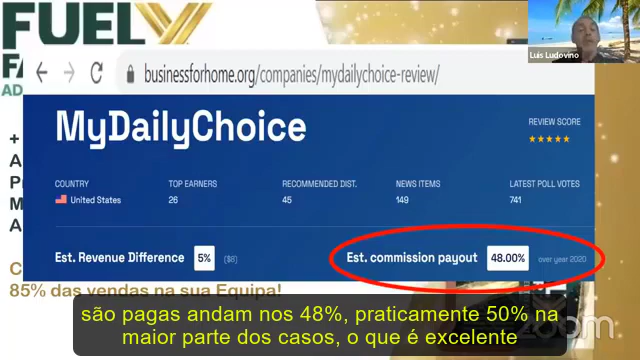 FUEL
FA
AD
Luis Ludovino
businessforhome.org/companies/mydailychoice-review/
MyDailyChoice
REVIEW SCORE
COUNTRY
TOP EARNERS
RECOMMENDED DIST.
NEWS ITEMS
LATEST POLL VOTES
United States
26
45
149
741
Est. Revenue Difference 5% ($8)
Est. commission payout 48.00% over year 2020
+
A
P
M
A
C
85% das vendas na sua Equipa!
são pagas andam nos 48%, praticamente 50% na
maior parte dos casos, o que é excelente
zoom